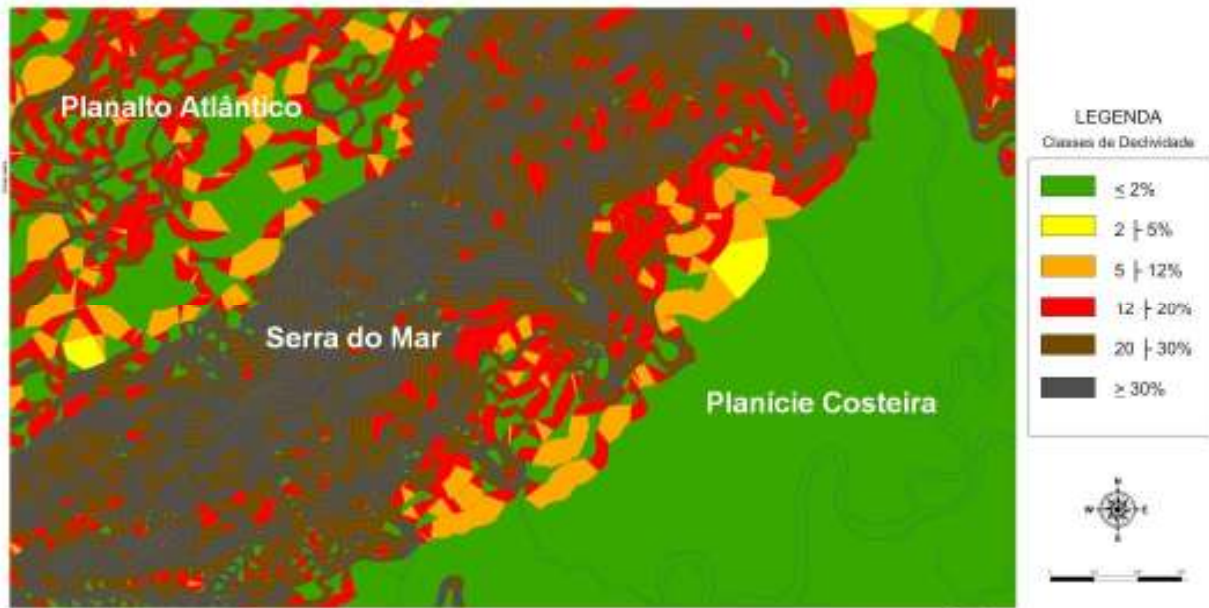 Planalto Atlântico
Serra do Mar
Planície Costeira
LEGENDA
Classes de Declividade
≤ 2%
2 ├ 5%
5 ├ 12%
12 ├ 20%
20 ├ 30%
≥ 30%
N
W E
S